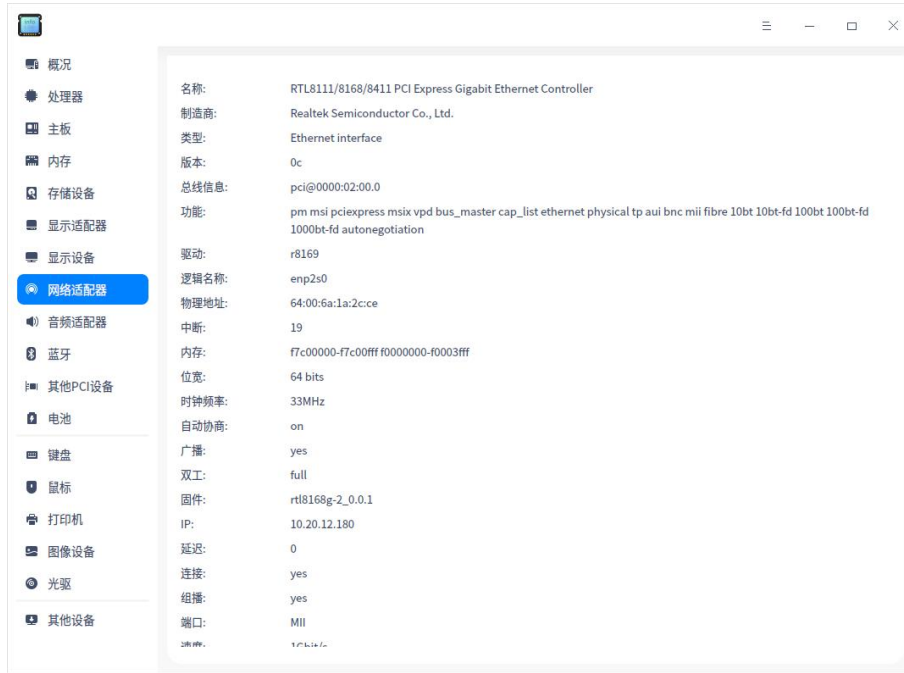 概况
处理器
主板
内存
存储设备
显示适配器
显示设备
网络适配器
音频适配器
蓝牙
其他PCI设备
电池
键盘
鼠标
打印机
图像设备
光驱
其他设备
名称: RTL8111/8168/8411 PCI Express Gigabit Ethernet Controller
制造商: Realtek Semiconductor Co., Ltd.
类型: Ethernet interface
版本: 0c
总线信息: pci@0000:02:00.0
功能: pm msi pciexpress msix vpd bus_master cap_list ethernet physical tp aui bnc mii fibre 10bt 10bt-fd 100bt 100bt-fd
1000bt-fd autonegotiation
驱动: r8169
逻辑名称: enp2s0
物理地址: 64:00:6a:1a:2c:ce
中断: 19
内存: f7c00000-f7c00fff f0000000-f0003fff
位宽: 64 bits
时钟频率: 33MHz
自动协商: on
广播: yes
双工: full
固件: rtl8168g-2_0.0.1
IP: 10.20.12.180
延迟: 0
连接: yes
组播: yes
端口: MII
速度: 1Gbit/s